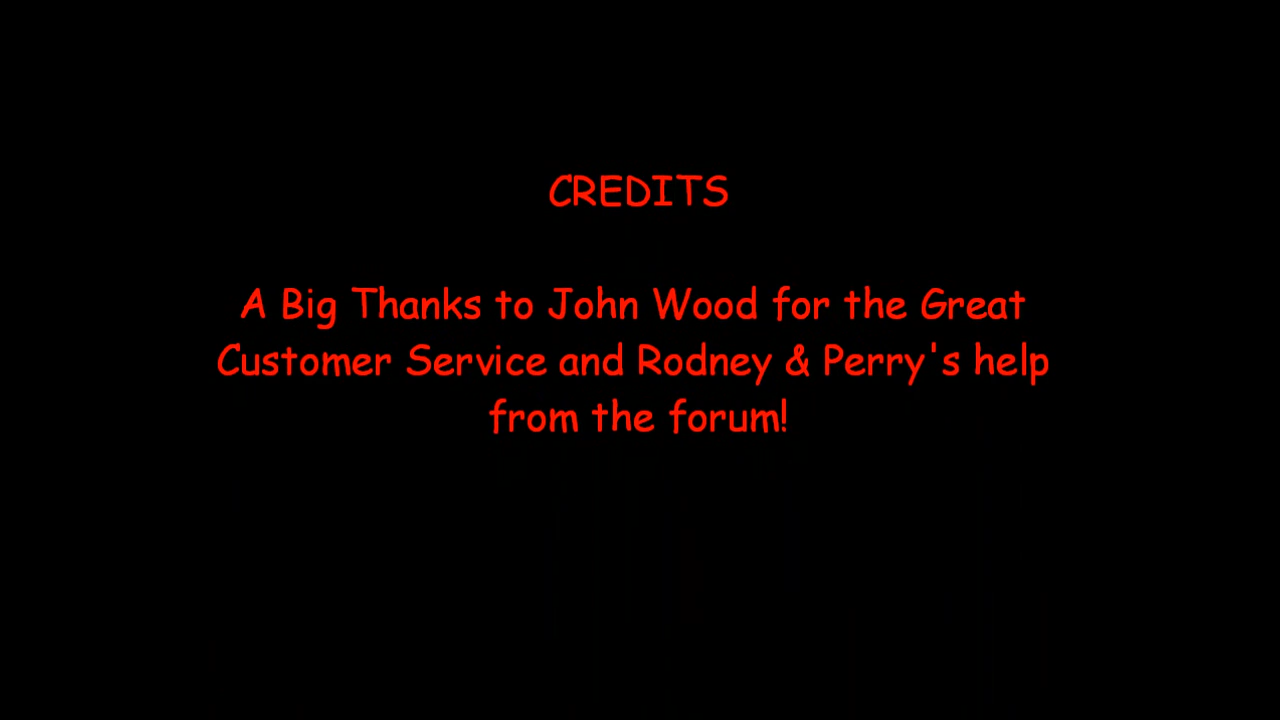 CREDITS
A Big Thanks to John Wood for the Great
Customer Service and Rodney & Perry's help
from the forum!